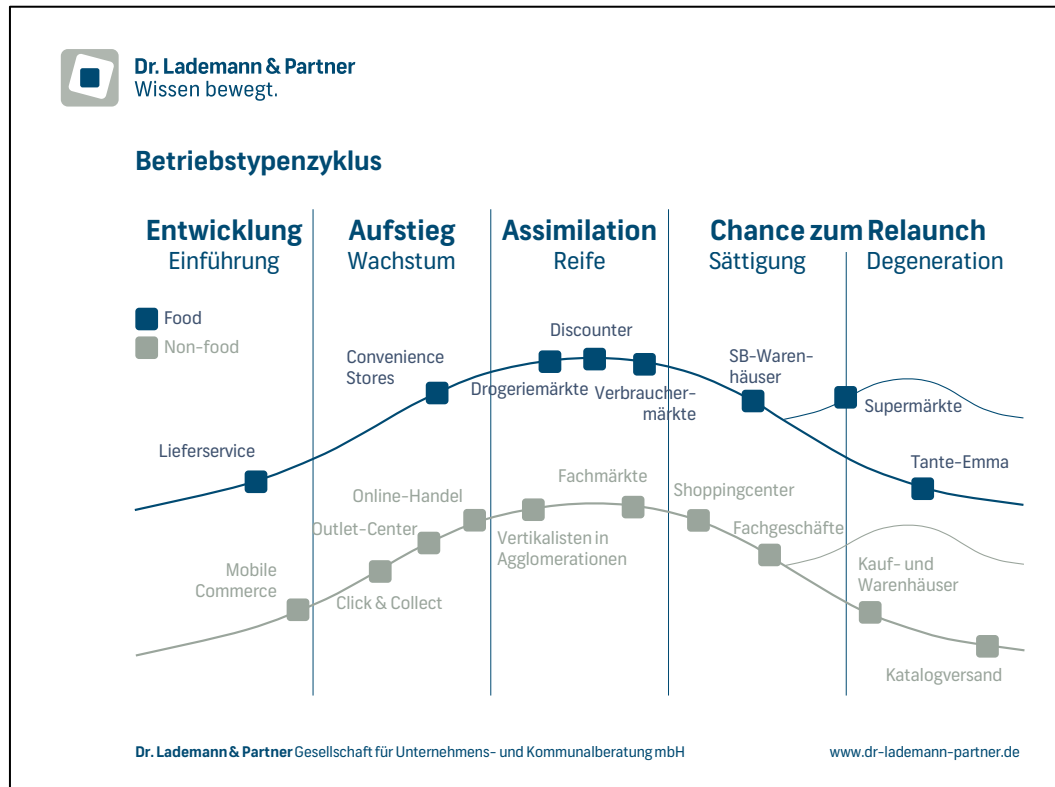 Dr. Lademann & Partner
Wissen bewegt.
Betriebstypenzyklus
Entwicklung
Einführung
Aufstieg
Wachstum
Assimilation
Reife
Chance zum Relaunch
Sättigung
Degeneration
Food
Non-food
Lieferservice
Convenience
Stores
Discounter
Drogeriemärkte
Verbraucher-
märkte
SB-Waren-
häuser
Supermärkte
Tante-Emma
Mobile
Commerce
Click & Collect
Outlet-Center
Online-Handel
Vertikalisten in
Agglomerationen
Fachmärkte
Shoppingcenter
Fachgeschäfte
Kauf- und
Warenhäuser
Katalogversand
Dr. Lademann & Partner Gesellschaft für Unternehmens- und Kommunalberatung mbH
www.dr-lademann-partner.de